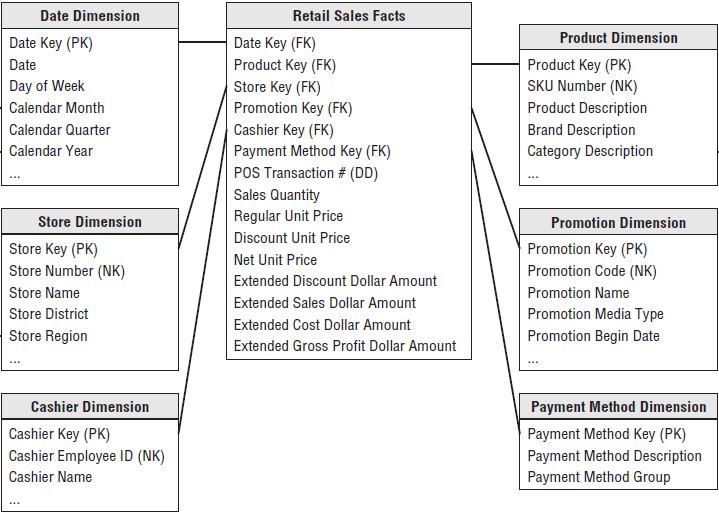 Date Dimension
Date Key (PK)
Date
Day of Week
Calendar Month
Calendar Quarter
Calendar Year
...
Store Dimension
Store Key (PK)
Store Number (NK)
Store Name
Store District
Store Region
...
Cashier Dimension
Cashier Key (PK)
Cashier Employee ID (NK)
Cashier Name
...
Retail Sales Facts
Date Key (FK)
Product Key (FK)
Store Key (FK)
Promotion Key (FK)
Cashier Key (FK)
Payment Method Key (FK)
POS Transaction # (DD)
Sales Quantity
Regular Unit Price
Discount Unit Price
Net Unit Price
Extended Discount Dollar Amount
Extended Sales Dollar Amount
Extended Cost Dollar Amount
Extended Gross Profit Dollar Amount
Product Dimension
Product Key (PK)
SKU Number (NK)
Product Description
Brand Description
Category Description
...
Promotion Dimension
Promotion Key (PK)
Promotion Code (NK)
Promotion Name
Promotion Media Type
Promotion Begin Date
...
Payment Method Dimension
Payment Method Key (PK)
Payment Method Description
Payment Method Group